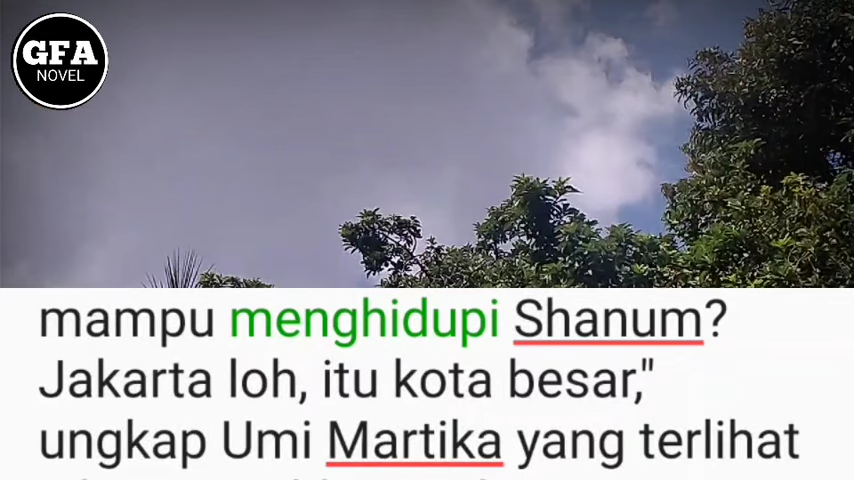 GFA
NOVEL
mampu menghidupi Shanum?
Jakarta loh, itu kota besar,"
ungkap Umi Martika yang terlihat